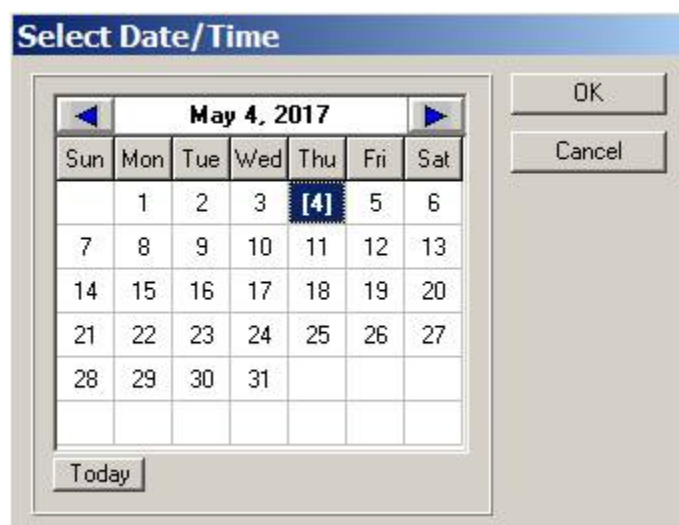 Select Date/Time
OK
May 4, 2017
Cancel
Sun Mon Tue Wed Thu Fri Sat
1 2 3 [4] 5 6
7 8 9 10 11 12 13
14 15 16 17 18 19 20
21 22 23 24 25 26 27
28 29 30 31
Today